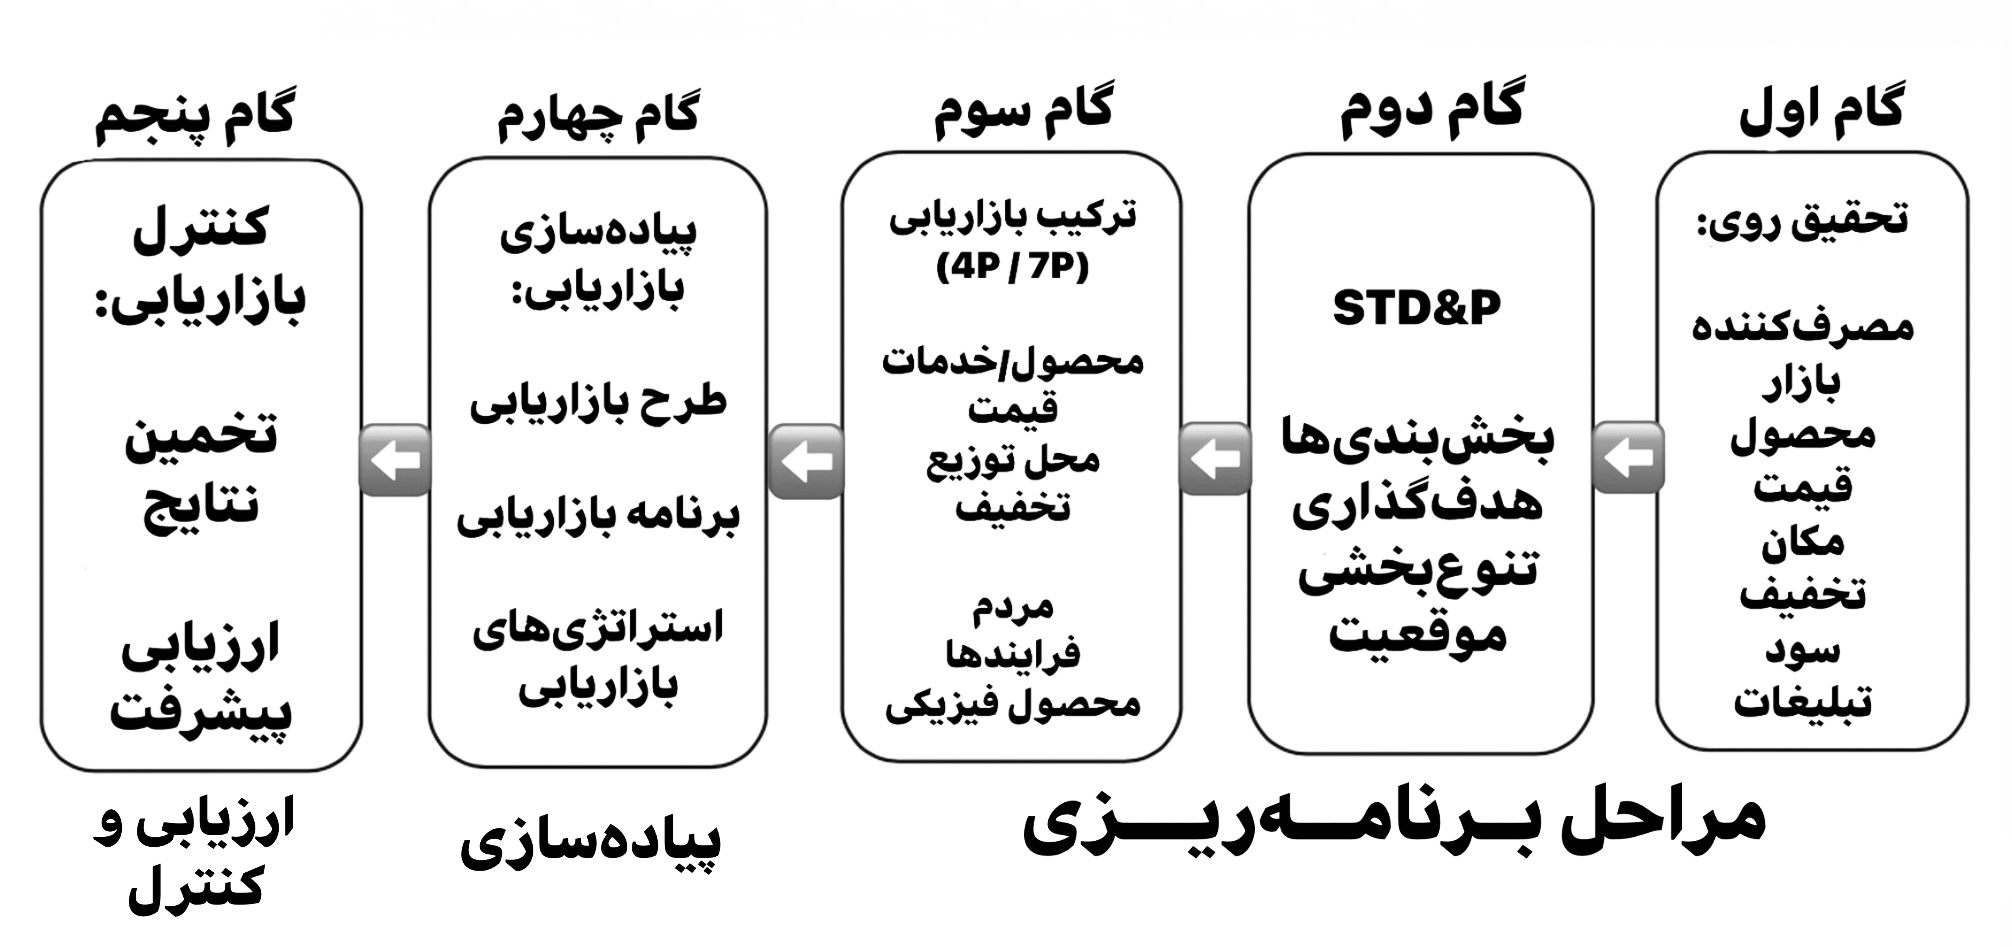 گام اول
تحقیق روی:
مصرف‌کننده
بازار
محصول
قیمت
مکان
تخفیف
سود
تبلیغات
گام دوم
STD&P
بخش‌بندی‌ها
هدف‌گذاری
تنوع‌بخشی
موقعیت
گام سوم
ترکیب بازاریابی
(4P / 7P)
محصول/خدمات
قیمت
محل توزیع
تخفیف
مردم
فرایندها
محصول فیزیکی
مراحل بـرنامـه‌ریـزی
گام چهارم
پیاده‌سازی
بازاریابی:
طرح بازاریابی
برنامه بازاریابی
استراتژی‌های
بازاریابی
پیاده‌سازی
گام پنجم
کنترل
بازاریابی:
تخمین
نتایج
ارزیابی
پیشرفت
ارزیابی و
کنترل